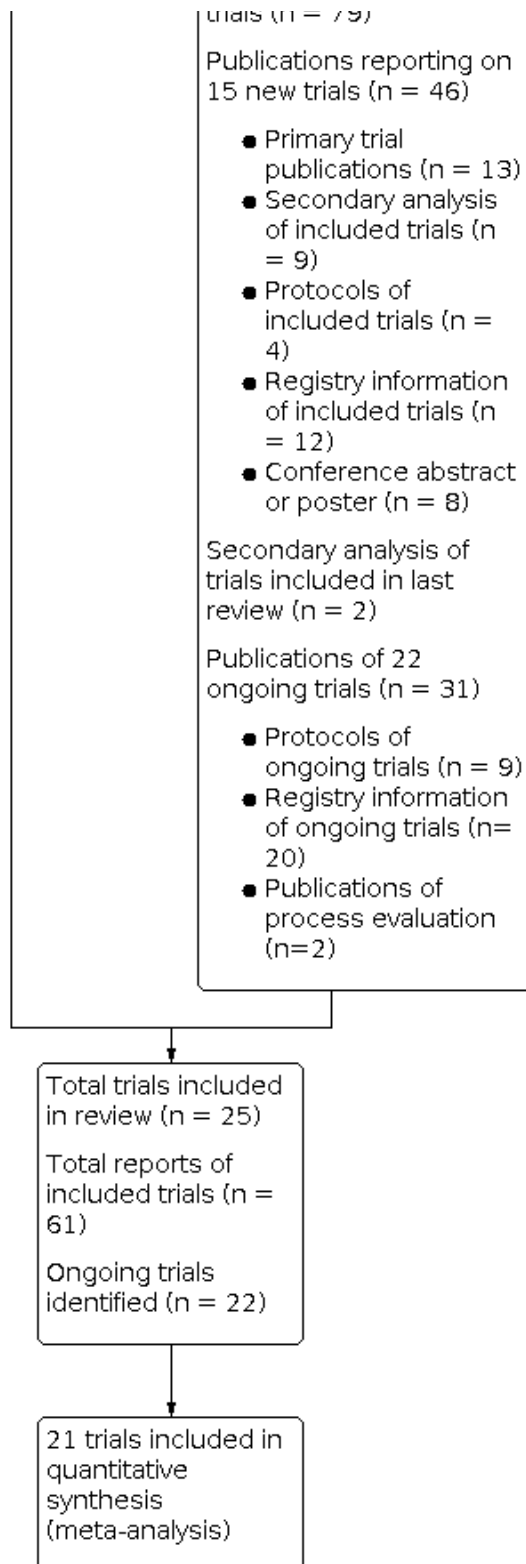 trials (n = 79)
Publications reporting on
15 new trials (n = 46)
● Primary trial
publications (n = 13)
● Secondary analysis
of included trials (n
= 9)
● Protocols of
included trials (n =
4)
● Registry information
of included trials (n
= 12)
● Conference abstract
or poster (n = 8)
Secondary analysis of
trials included in last
review (n = 2)
Publications of 22
ongoing trials (n = 31)
● Protocols of
ongoing trials (n = 9)
● Registry information
of ongoing trials (n=
20)
● Publications of
process evaluation
(n=2)
Total trials included
in review (n = 25)
Total reports of
included trials (n =
61)
Ongoing trials
identified (n = 22)
21 trials included in
quantitative
synthesis
(meta-analysis)